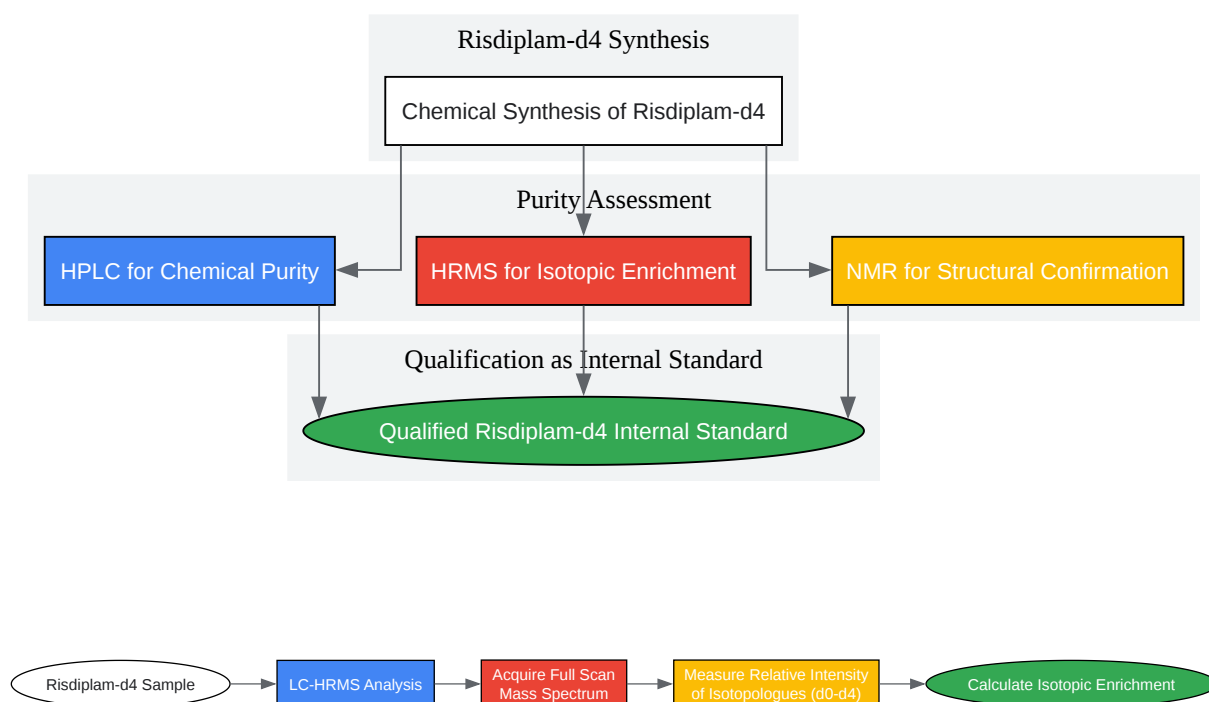 Risdiplam-d4 Synthesis
Chemical Synthesis of Risdiplam-d4
Purity Assessment
HPLC for Chemical Purity
HRMS for Isotopic Enrichment
NMR for Structural Confirmation
Qualification as Internal Standard
Qualified Risdiplam-d4 Internal Standard
Risdiplam-d4 Sample
LC-HRMS Analysis
Acquire Full Scan
Mass Spectrum
Measure Relative Intensity
of Isotopologues (d0-d4)
Calculate Isotopic Enrichment